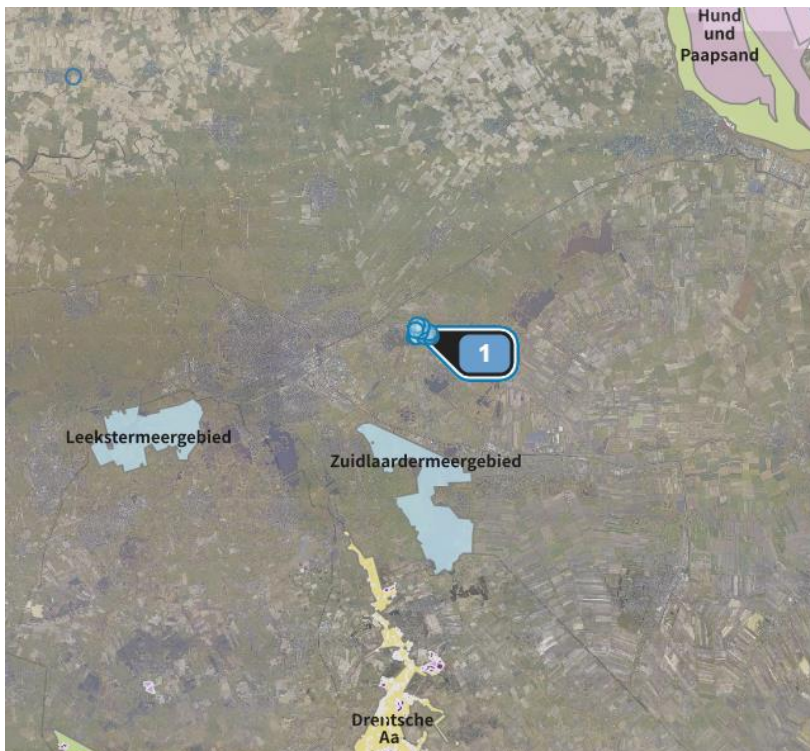 Hund
und
Paapsand
1
Leekstermeergebied
Zuidlaardermeergebied
Drentsche
Aa